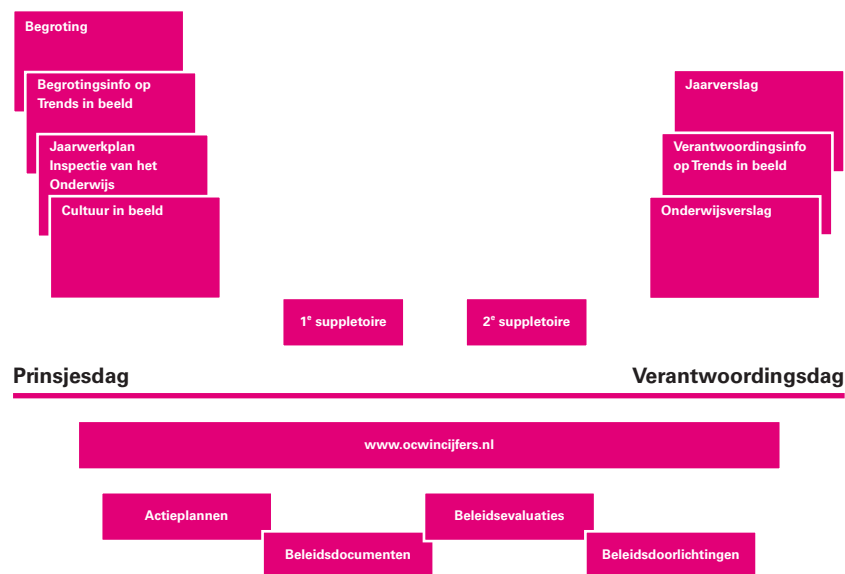 Begroting
Begrotingsinfo op
Trends in beeld
Jaarwerkplan
Inspectie van het
Onderwijs
Cultuur in beeld
Jaarverslag
Verantwoordingsinfo
op Trends in beeld
Onderwijsverslag
1e suppletoire
2e suppletoire
Prinsjesdag
Verantwoordingsdag
www.ocwincijfers.nl
Actieplannen
Beleidsevaluaties
Beleidsdocumenten
Beleidsdoorlichtingen